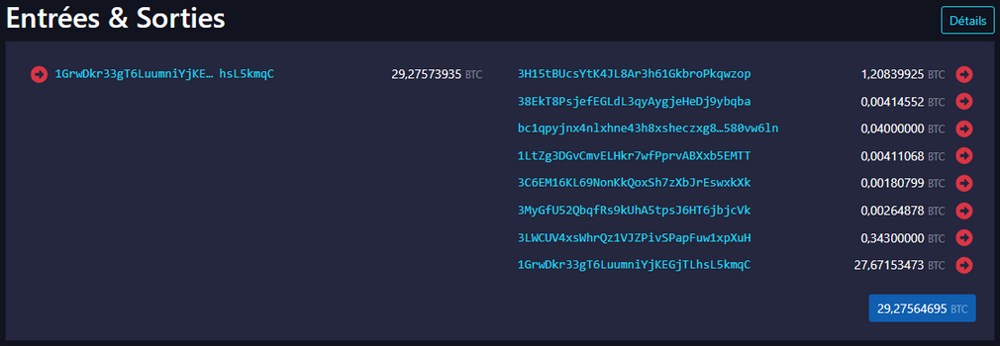 Entrées & Sorties
Détails
1GrwDkr33gT6LuumniYjKE… hsL5kmqC 29,27573935 BTC
3H15tBUcsYtK4JL8Ar3h61GkbroPkqwzop 1,20839925 BTC
38EkT8PsjefEGLdL3qyAygjeHeDj9ybqba 0,00414552 BTC
bc1qpyjnx4nlxhne43h8xsheczxg8…580vw6ln 0,04000000 BTC
1LtZg3DGvCmvELHkr7wfPprvABXxb5EMTT 0,00411068 BTC
3C6EM16KL69NonKkQoxSh7zXbJrEswxkXk 0,00180799 BTC
3MyGfU52QbqfRs9kUhA5tpsJ6HT6jbjcVk 0,00264878 BTC
3LWCUV4xsWhrQz1VJZPivSPapFuw1xpXuH 0,34300000 BTC
1GrwDkr33gT6LuumniYjKEGjTLhsL5kmqC 27,67153473 BTC
29,27564695 BTC